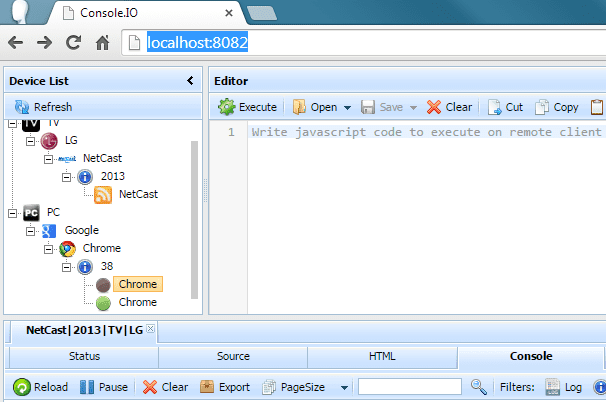 Console.IO
localhost:8082
Device List
Editor
Refresh
Execute Open Save Clear Cut Copy
TV TV
LG
NetCast
2013
NetCast
PC PC
Google
Chrome
38
Chrome
Chrome
1 Write javascript code to execute on remote client
NetCast|2013|TV|LG
Status Source HTML Console
Reload Pause Clear Export PageSize Filters: Log